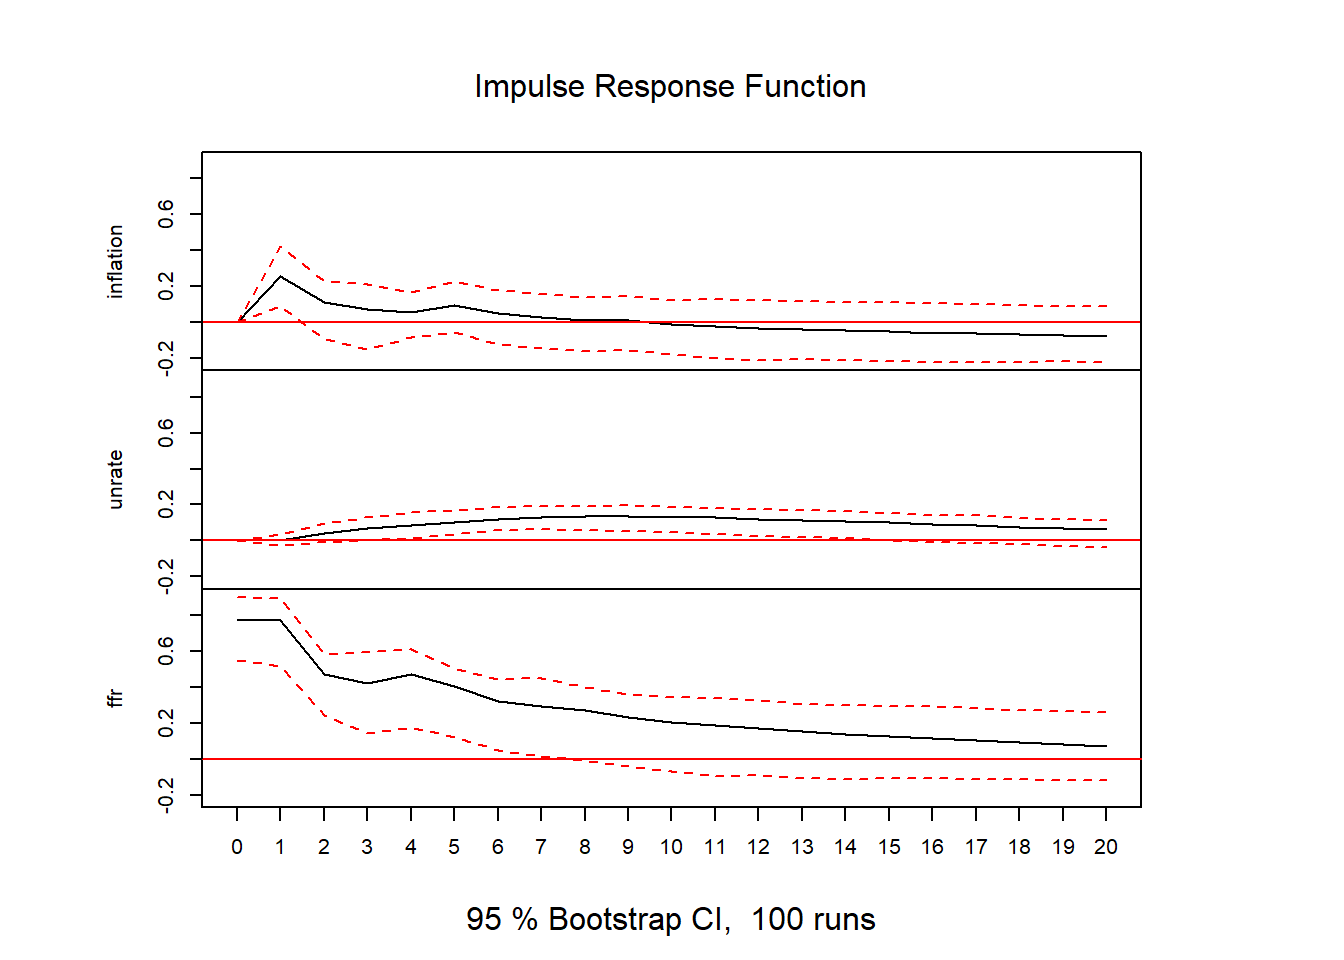 Impulse Response Function
inflation
-0.2 0.2 0.6
unrate
-0.2 0.2 0.6
ffr
-0.2 0.2 0.6
0 1 2 3 4 5 6 7 8 9 10 11 12 13 14 15 16 17 18 19 20
95 % Bootstrap CI,  100 runs